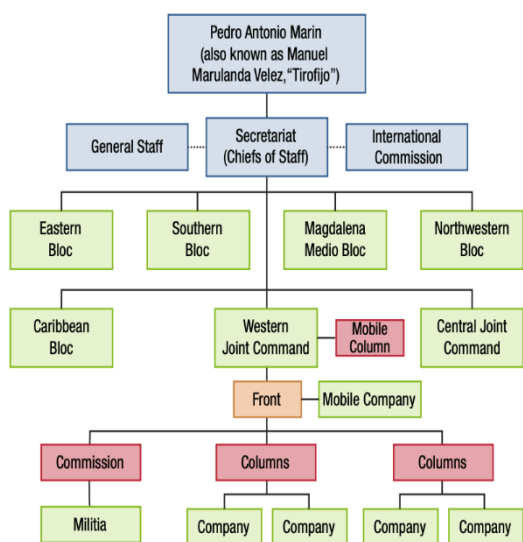 Pedro Antonio Marin
(also known as Manuel
Marulanda Velez,“Tirofijo”)
General Staff
Secretariat
(Chiefs of Staff)
International
Commission
Eastern
Bloc
Southern
Bloc
Magdalena
Medio Bloc
Northwestern
Bloc
Caribbean
Bloc
Western
Joint Command
Mobile
Column
Central Joint
Command
Front
Mobile Company
Commission
Columns
Columns
Militia
Company
Company
Company
Company